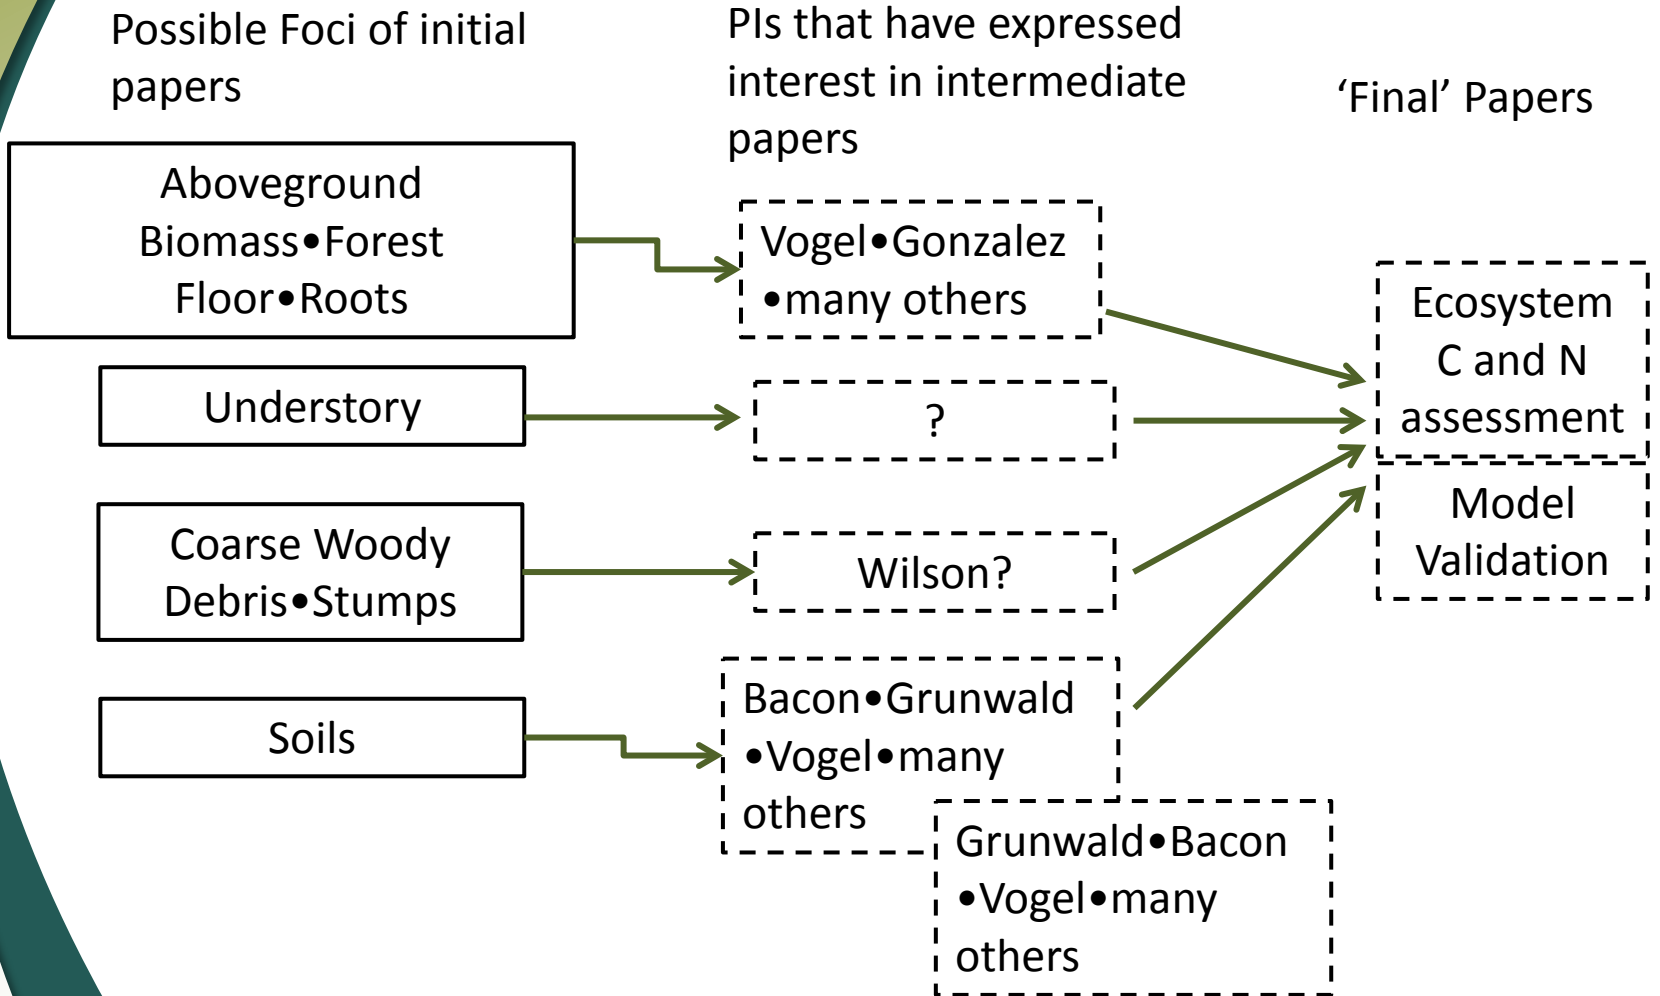 Possible Foci of initial
papers
PIs that have expressed
interest in intermediate
papers
‘Final’ Papers
Aboveground
Biomass•Forest
Floor•Roots
Vogel•Gonzalez
•many others
Understory
?
Coarse Woody
Debris•Stumps
Wilson?
Soils
Bacon•Grunwald
•Vogel•many
others
Grunwald•Bacon
•Vogel•many
others
Ecosystem
C and N
assessment
Model
Validation